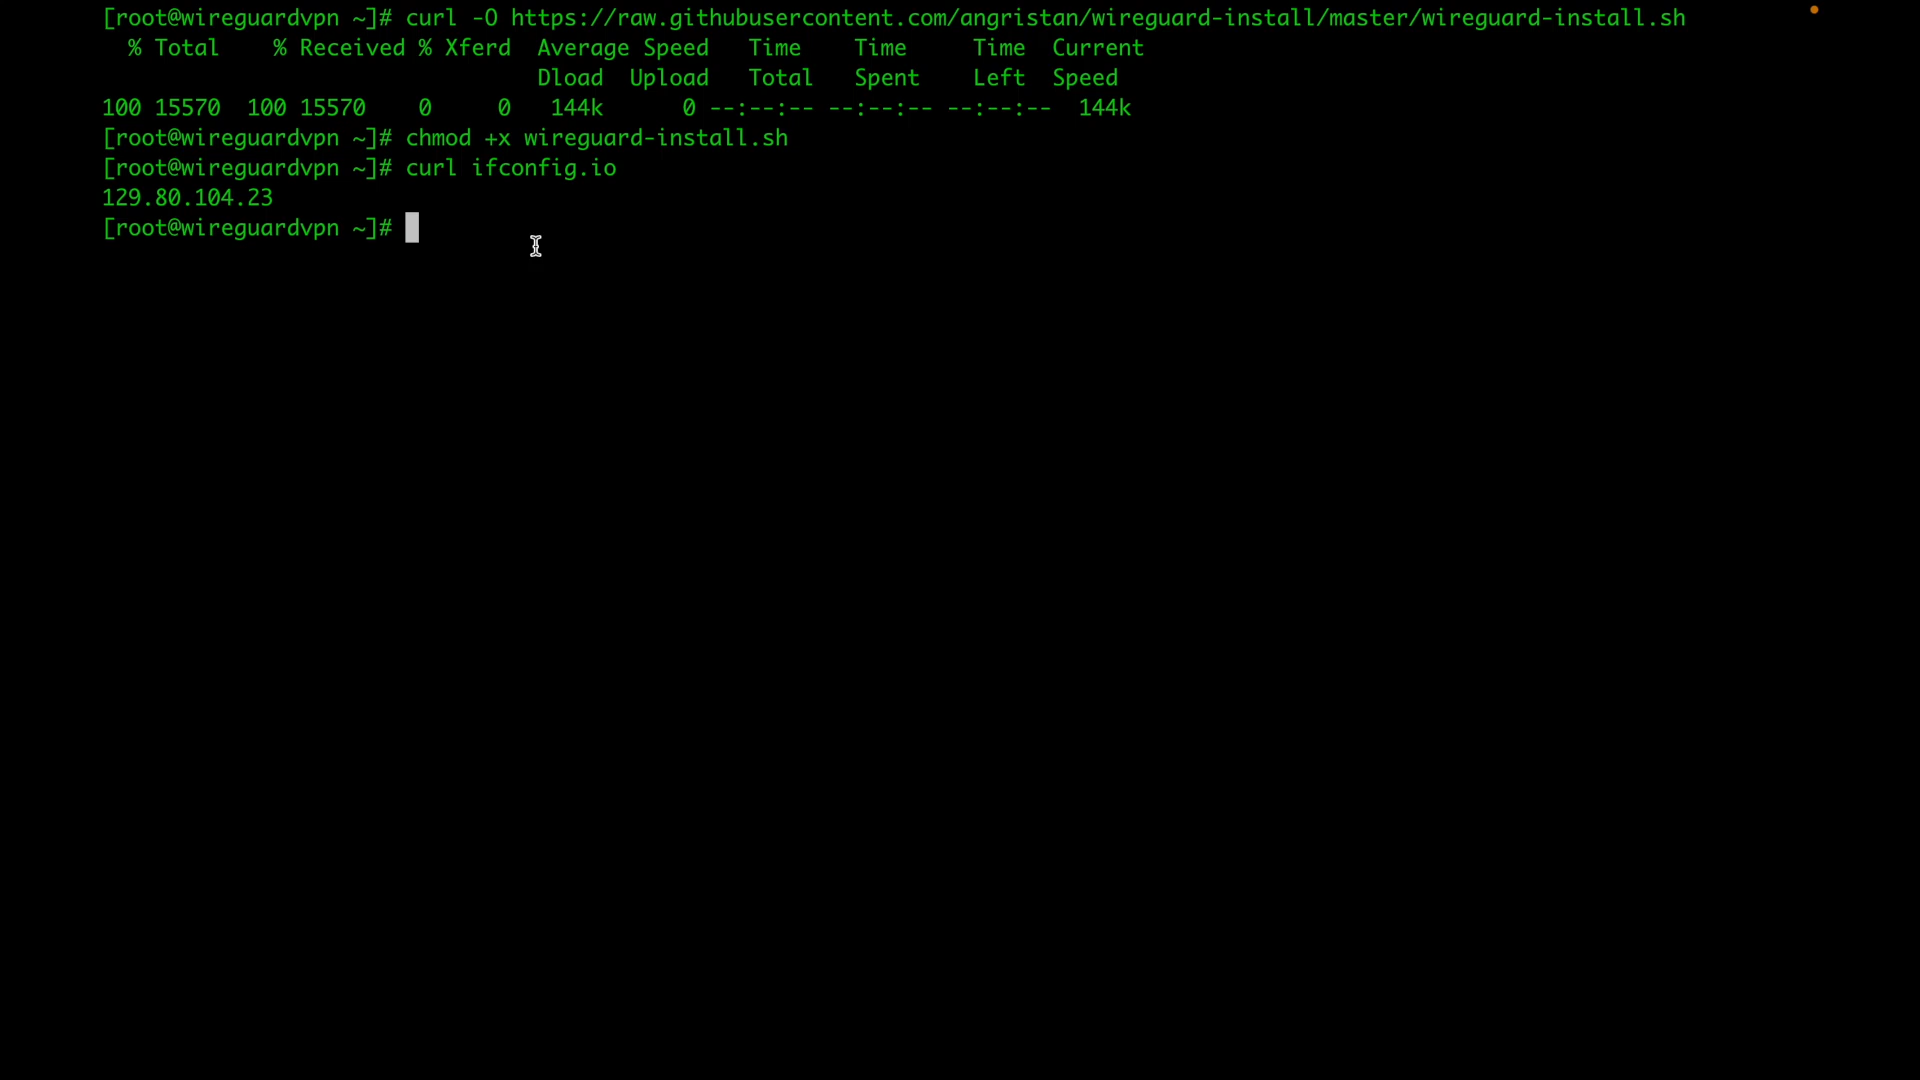 [root@wireguardvpn ~]# curl -O https://raw.githubusercontent.com/angristan/wireguard-install/master/wireguard-install.sh
  % Total    % Received % Xferd  Average Speed   Time    Time     Time  Current
                                 Dload  Upload   Total   Spent    Left  Speed
100 15570  100 15570    0     0   144k      0 --:--:-- --:--:-- --:--:--  144k
[root@wireguardvpn ~]# chmod +x wireguard-install.sh
[root@wireguardvpn ~]# curl ifconfig.io
129.80.104.23
[root@wireguardvpn ~]#